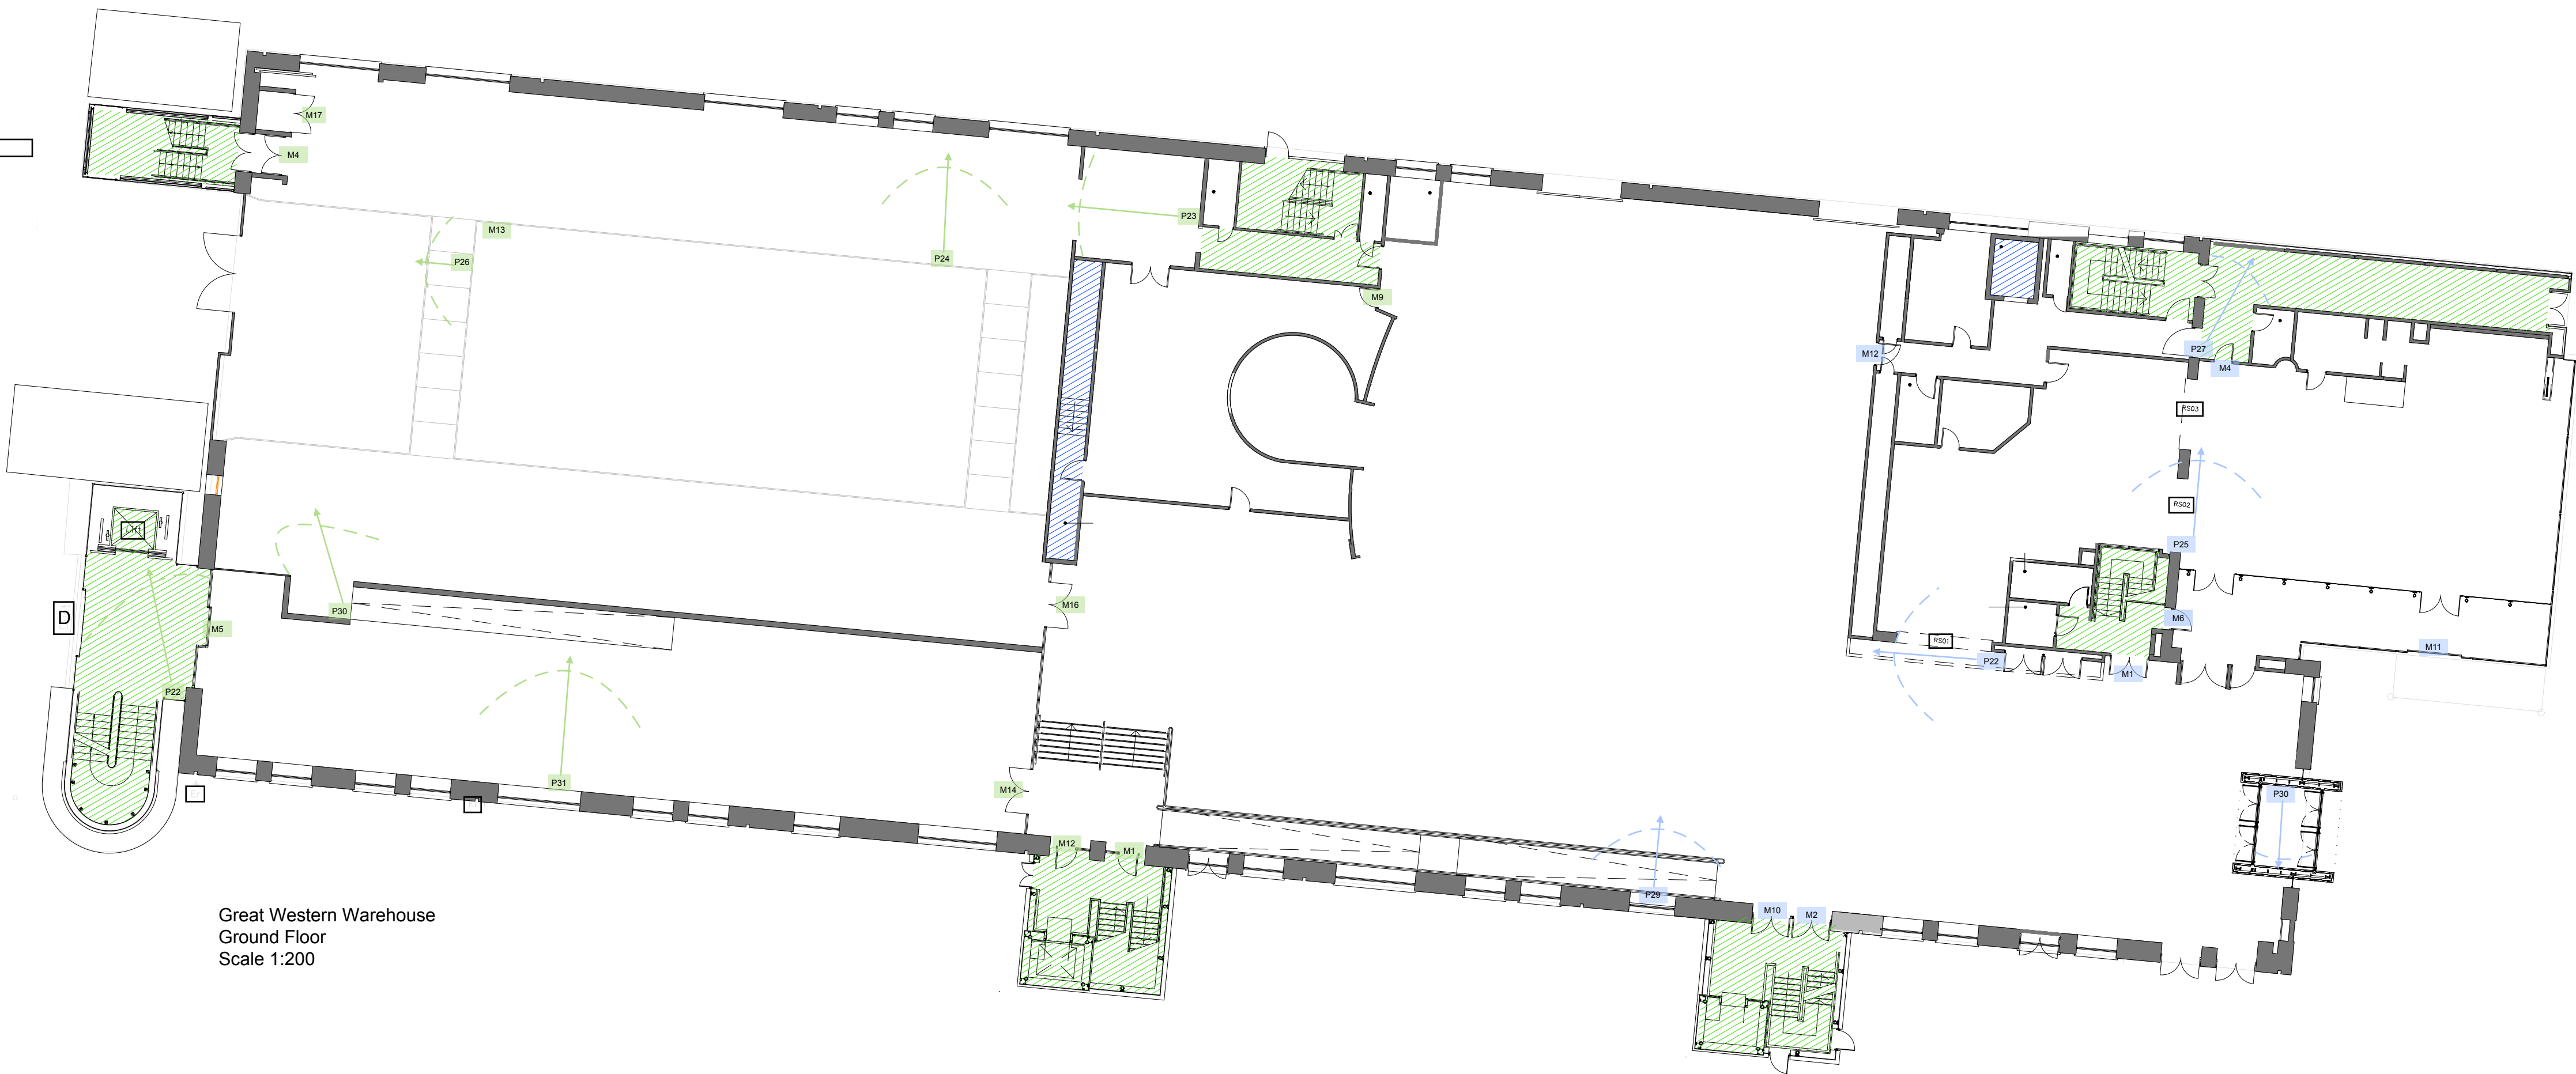 M17
M4
P23
M13
P24
P26
M9
P27
M12
M4
RS03
RS02
P25
P30
M16
D
M5
M6
RS01
M11
P22
M1
P22
P31
M14
P30
M12
M1
P29
M10
M2
Great Western Warehouse
Ground Floor
Scale 1:200